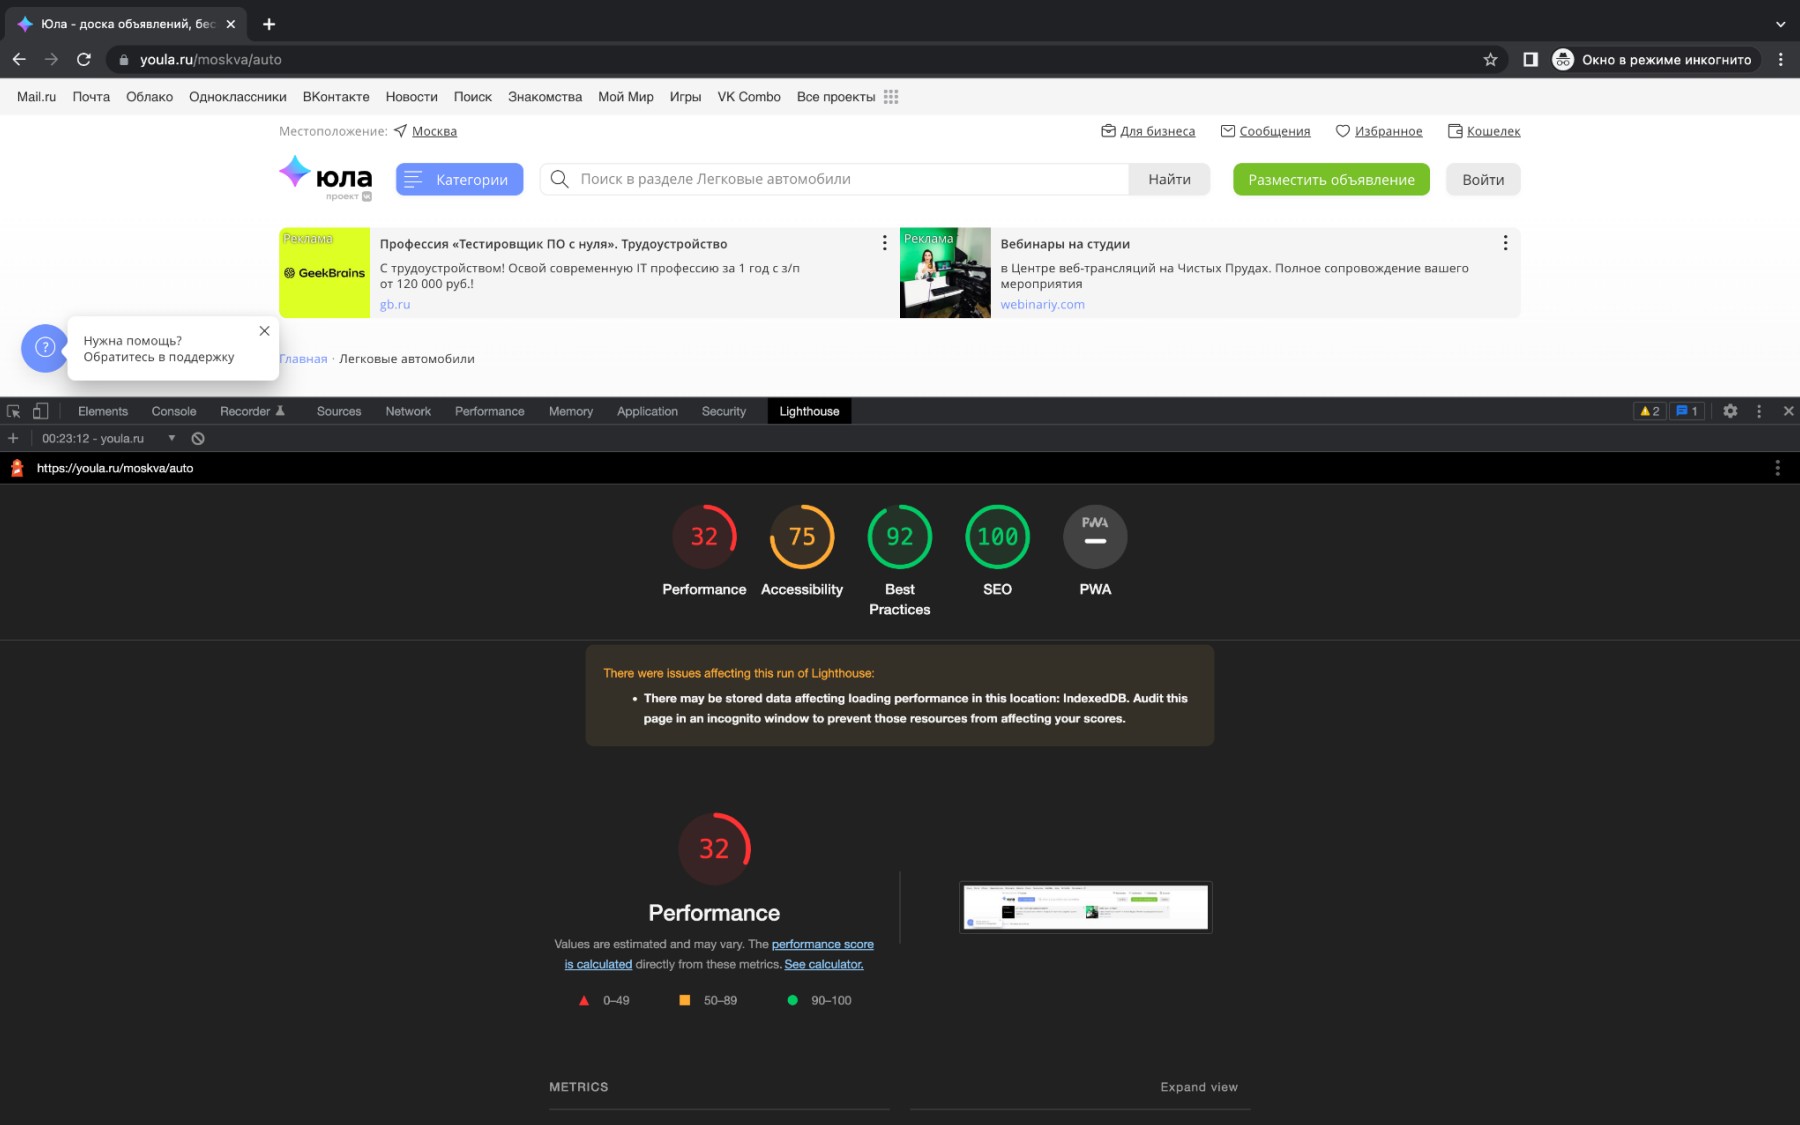 Юла - доска объявлений, бес
youla.ru/moskva/auto
Окно в режиме инкогнито
Mail.ru Почта Облако Одноклассники ВКонтакте Новости Поиск Знакомства Мой Мир Игры VK Combo Все проекты
Местоположение: Москва
Для бизнеса Сообщения Избранное Кошелек
юла
проект
Категории
Поиск в разделе Легковые автомобили
Найти
Разместить объявление
Войти
Реклама
GeekBrains
Профессия «Тестировщик ПО с нуля». Трудоустройство
С трудоустройством! Освой современную IT профессию за 1 год с з/п
от 120 000 руб.!
gb.ru
Реклама
Вебинары на студии
в Центре веб-трансляций на Чистых Прудах. Полное сопровождение вашего
мероприятия
webinariy.com
?
Нужна помощь?
Обратитесь в поддержку
Главная · Легковые автомобили
Elements Console Recorder Sources Network Performance Memory Application Security Lighthouse
2 1
00:23:12 - youla.ru
https://youla.ru/moskva/auto
32 75 92 100 PWA
Performance Accessibility Best SEO PWA
Practices
There were issues affecting this run of Lighthouse:
• There may be stored data affecting loading performance in this location: IndexedDB. Audit this
page in an incognito window to prevent those resources from affecting your scores.
32
Performance
Values are estimated and may vary. The performance score
is calculated directly from these metrics. See calculator.
0–49 50–89 90–100
METRICS
Expand view